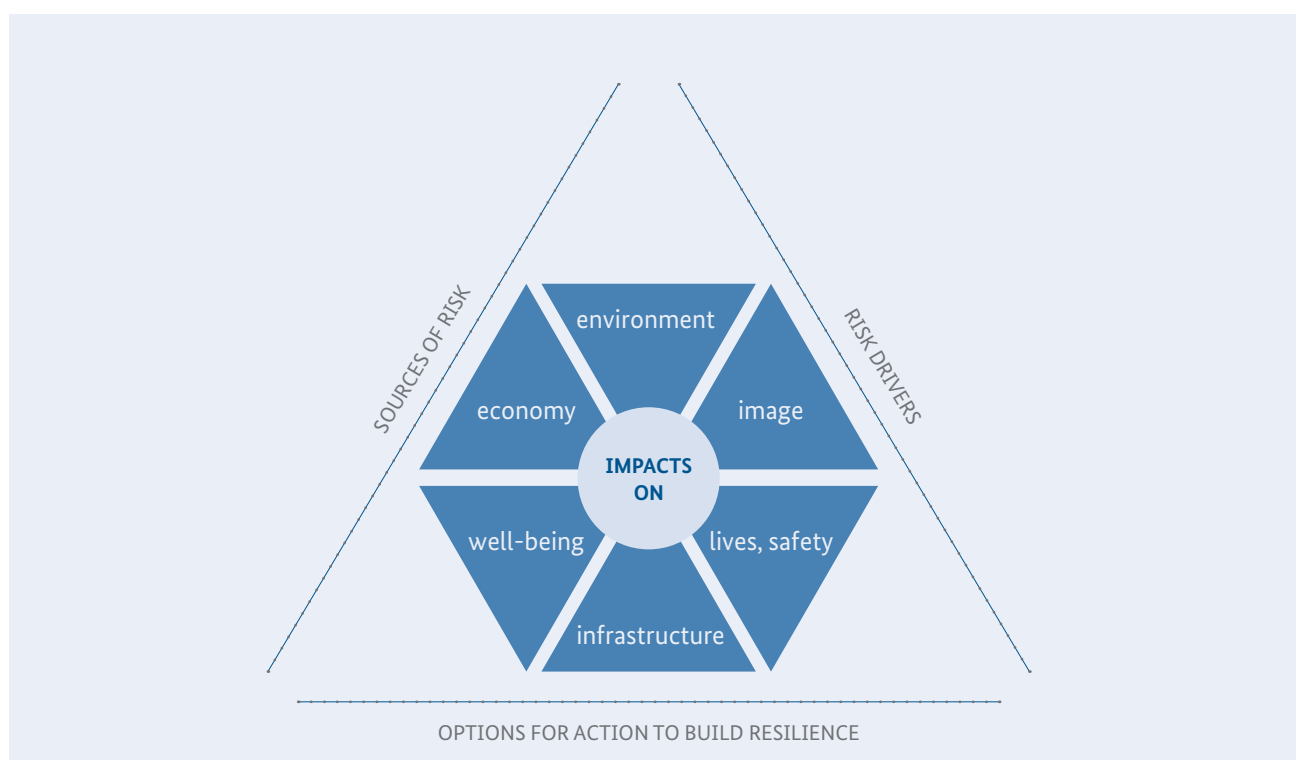 SOURCES OF RISK
RISK DRIVERS
environment
economy
image
IMPACTS
ON
well-being
lives, safety
infrastructure
OPTIONS FOR ACTION TO BUILD RESILIENCE